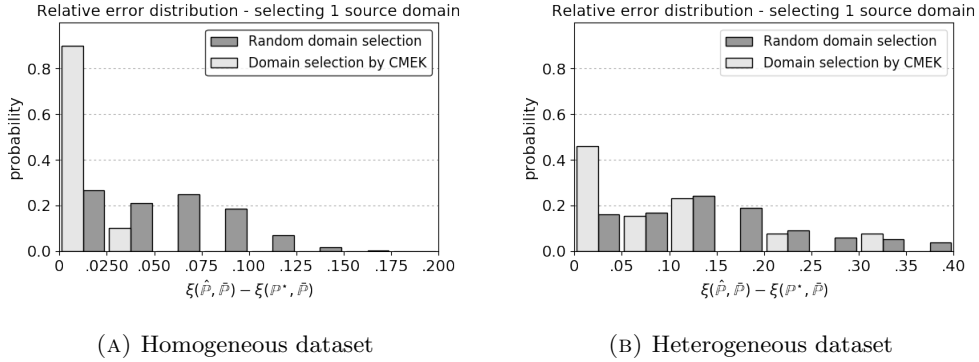 Relative error distribution - selecting 1 source domain
Random domain selection
Domain selection by CMEK
probability
0.8
0.6
0.4
0.2
0.0
0 .0250 .050 .075 .100 .125 .150 .175 .200
ξ(ℙ̂, ℙ̄) − ξ(ℙ⋆, ℙ̄)
(A) Homogeneous dataset
Relative error distribution - selecting 1 source domain
Random domain selection
Domain selection by CMEK
probability
0.8
0.6
0.4
0.2
0.0
0 .05 .10 .15 .20 .25 .30 .35 .40
ξ(ℙ̂, ℙ̄) − ξ(ℙ⋆, ℙ̄)
(B) Heterogeneous dataset